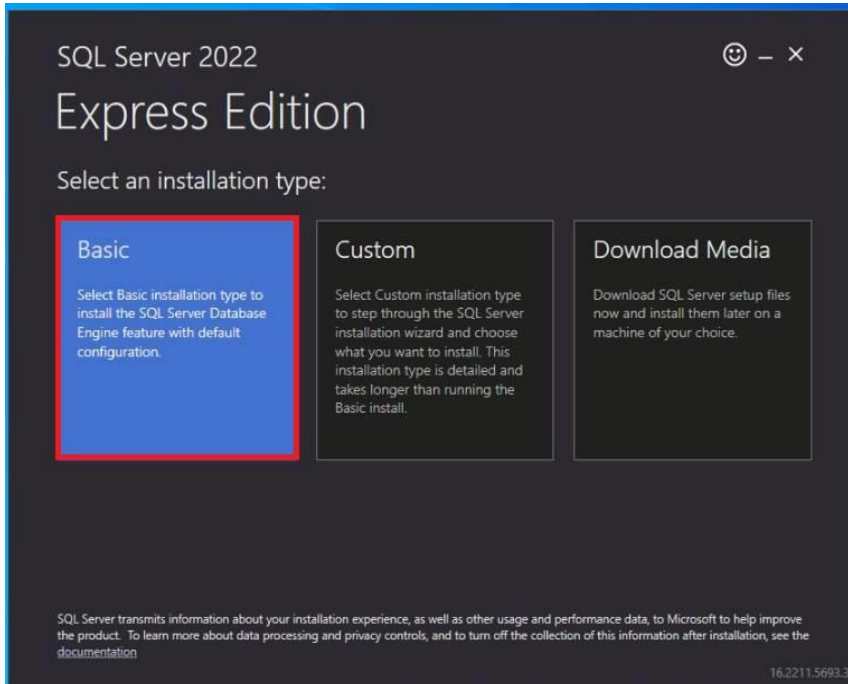 SQL Server 2022
Express Edition
Select an installation type:
Basic
Select Basic installation type to
install the SQL Server Database
Engine feature with default
configuration.
Custom
Select Custom installation type
to step through the SQL Server
installation wizard and choose
what you want to install. This
installation type is detailed and
takes longer than running the
Basic install.
Download Media
Download SQL Server setup files
now and install them later on a
machine of your choice.
SQL Server transmits information about your installation experience, as well as other usage and performance data, to Microsoft to help improve
the product. To learn more about data processing and privacy controls, and to turn off the collection of this information after installation, see the
documentation
16.2211.5693.3